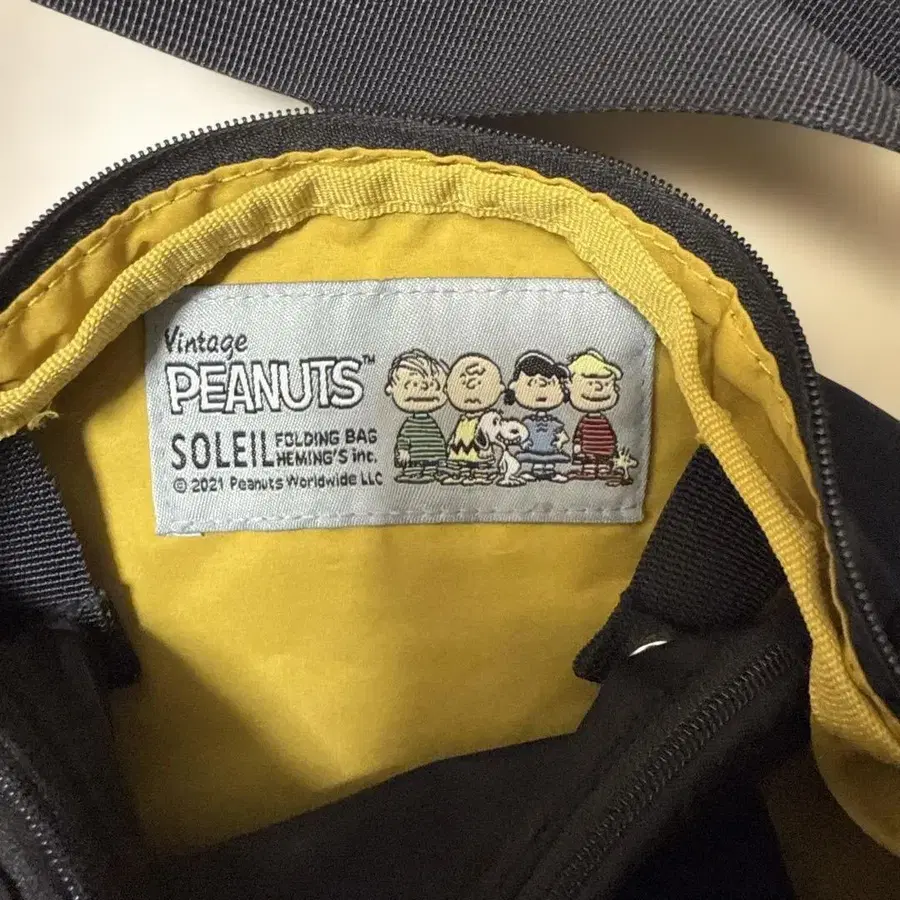 Vintage
PEANUTS™
SOLEIL FOLDING BAG
HEMING'S inc.
© 2021 Peanuts Worldwide LLC